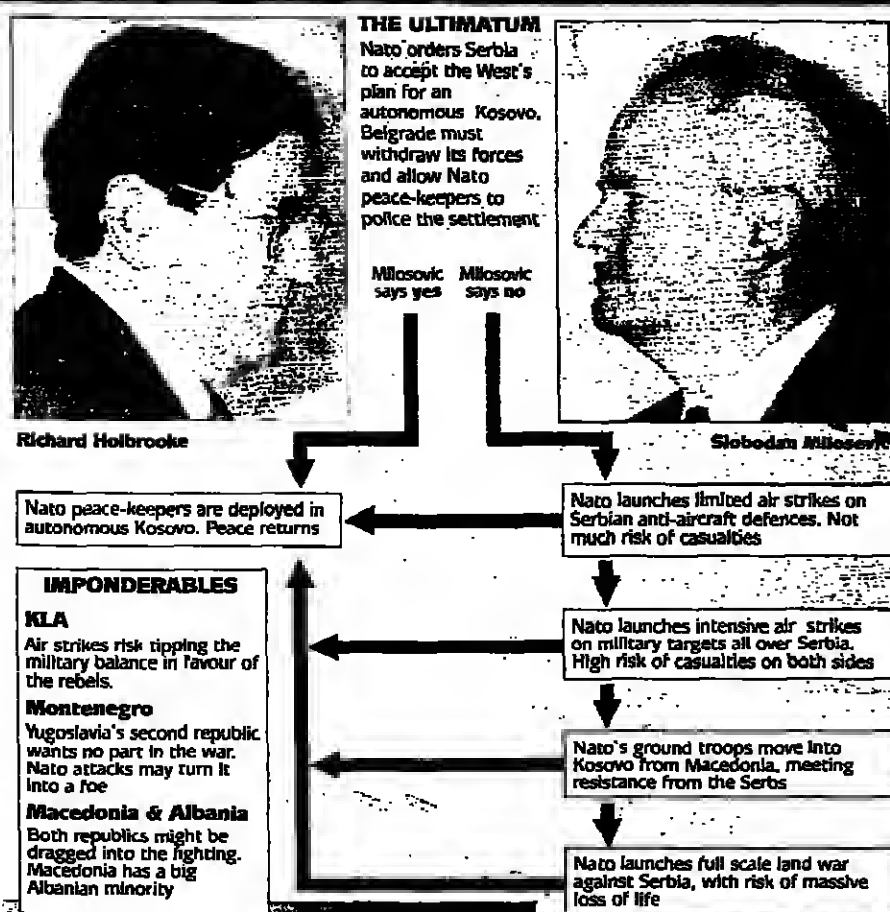 THE ULTIMATUM
Nato orders Serbia
to accept the West's
plan for an
autonomous Kosovo.
Belgrade must
withdraw its forces
and allow Nato
peace-keepers to
police the settlement
Milosovic
says yes
Milosovic
says no
Richard Holbrooke
Slobodan Milosevic
Nato peace-keepers are deployed in
autonomous Kosovo. Peace returns
Nato launches limited air strikes on
Serbian anti-aircraft defences. Not
much risk of casualties
Nato launches intensive air strikes
on military targets all over Serbia.
High risk of casualties on both sides
Nato's ground troops move into
Kosovo from Macedonia, meeting
resistance from the Serbs
Nato launches full scale land war
against Serbia, with risk of massive
loss of life
IMPONDERABLES
KLA
Air strikes risk tipping the
military balance in favour of
the rebels.
Montenegro
Yugoslavia's second republic
wants no part in the war.
Nato attacks may turn it
into a foe
Macedonia & Albania
Both republics might be
dragged into the fighting.
Macedonia has a big
Albanian minority